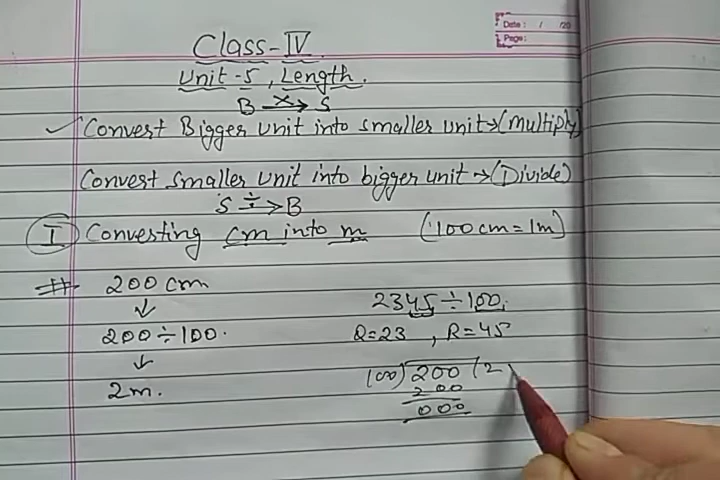 Date: / /20
Page:
Class-IV.
Unit-5, Length.
B × → S
✓ Convert Bigger unit into smaller unit → (Multiply)
Convert smaller unit into bigger unit → (Divide)
S ÷ → B
I Converting cm into m (100cm = 1m)
# 200 cm
↓
200 ÷ 100.
↓
2m.
2345 ÷ 100.
Q=23 , R=45
100)200(2
200
000